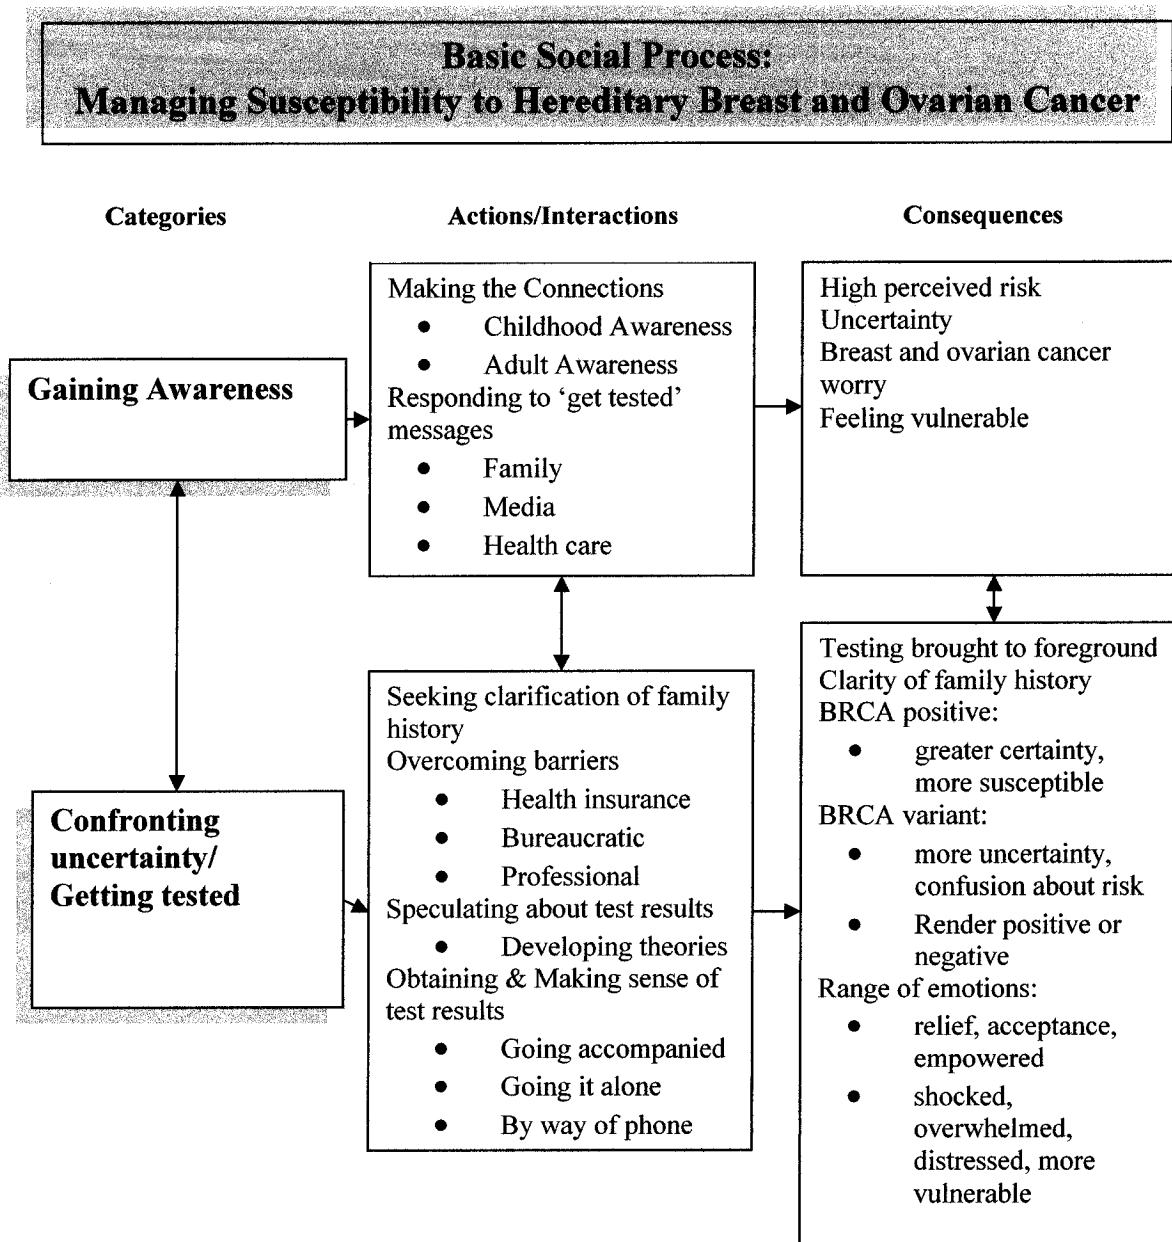 Basic Social Process:
Managing Susceptibility to Hereditary Breast and Ovarian Cancer
Categories
Actions/Interactions
Consequences
Gaining Awareness
Making the Connections
● Childhood Awareness
● Adult Awareness
Responding to ‘get tested’
messages
● Family
● Media
● Health care
High perceived risk
Uncertainty
Breast and ovarian cancer
worry
Feeling vulnerable
Confronting
uncertainty/
Getting tested
Seeking clarification of family
history
Overcoming barriers
● Health insurance
● Bureaucratic
● Professional
Speculating about test results
● Developing theories
Obtaining & Making sense of
test results
● Going accompanied
● Going it alone
● By way of phone
Testing brought to foreground
Clarity of family history
BRCA positive:
● greater certainty,
more susceptible
BRCA variant:
● more uncertainty,
confusion about risk
● Render positive or
negative
Range of emotions:
● relief, acceptance,
empowered
● shocked,
overwhelmed,
distressed, more
vulnerable